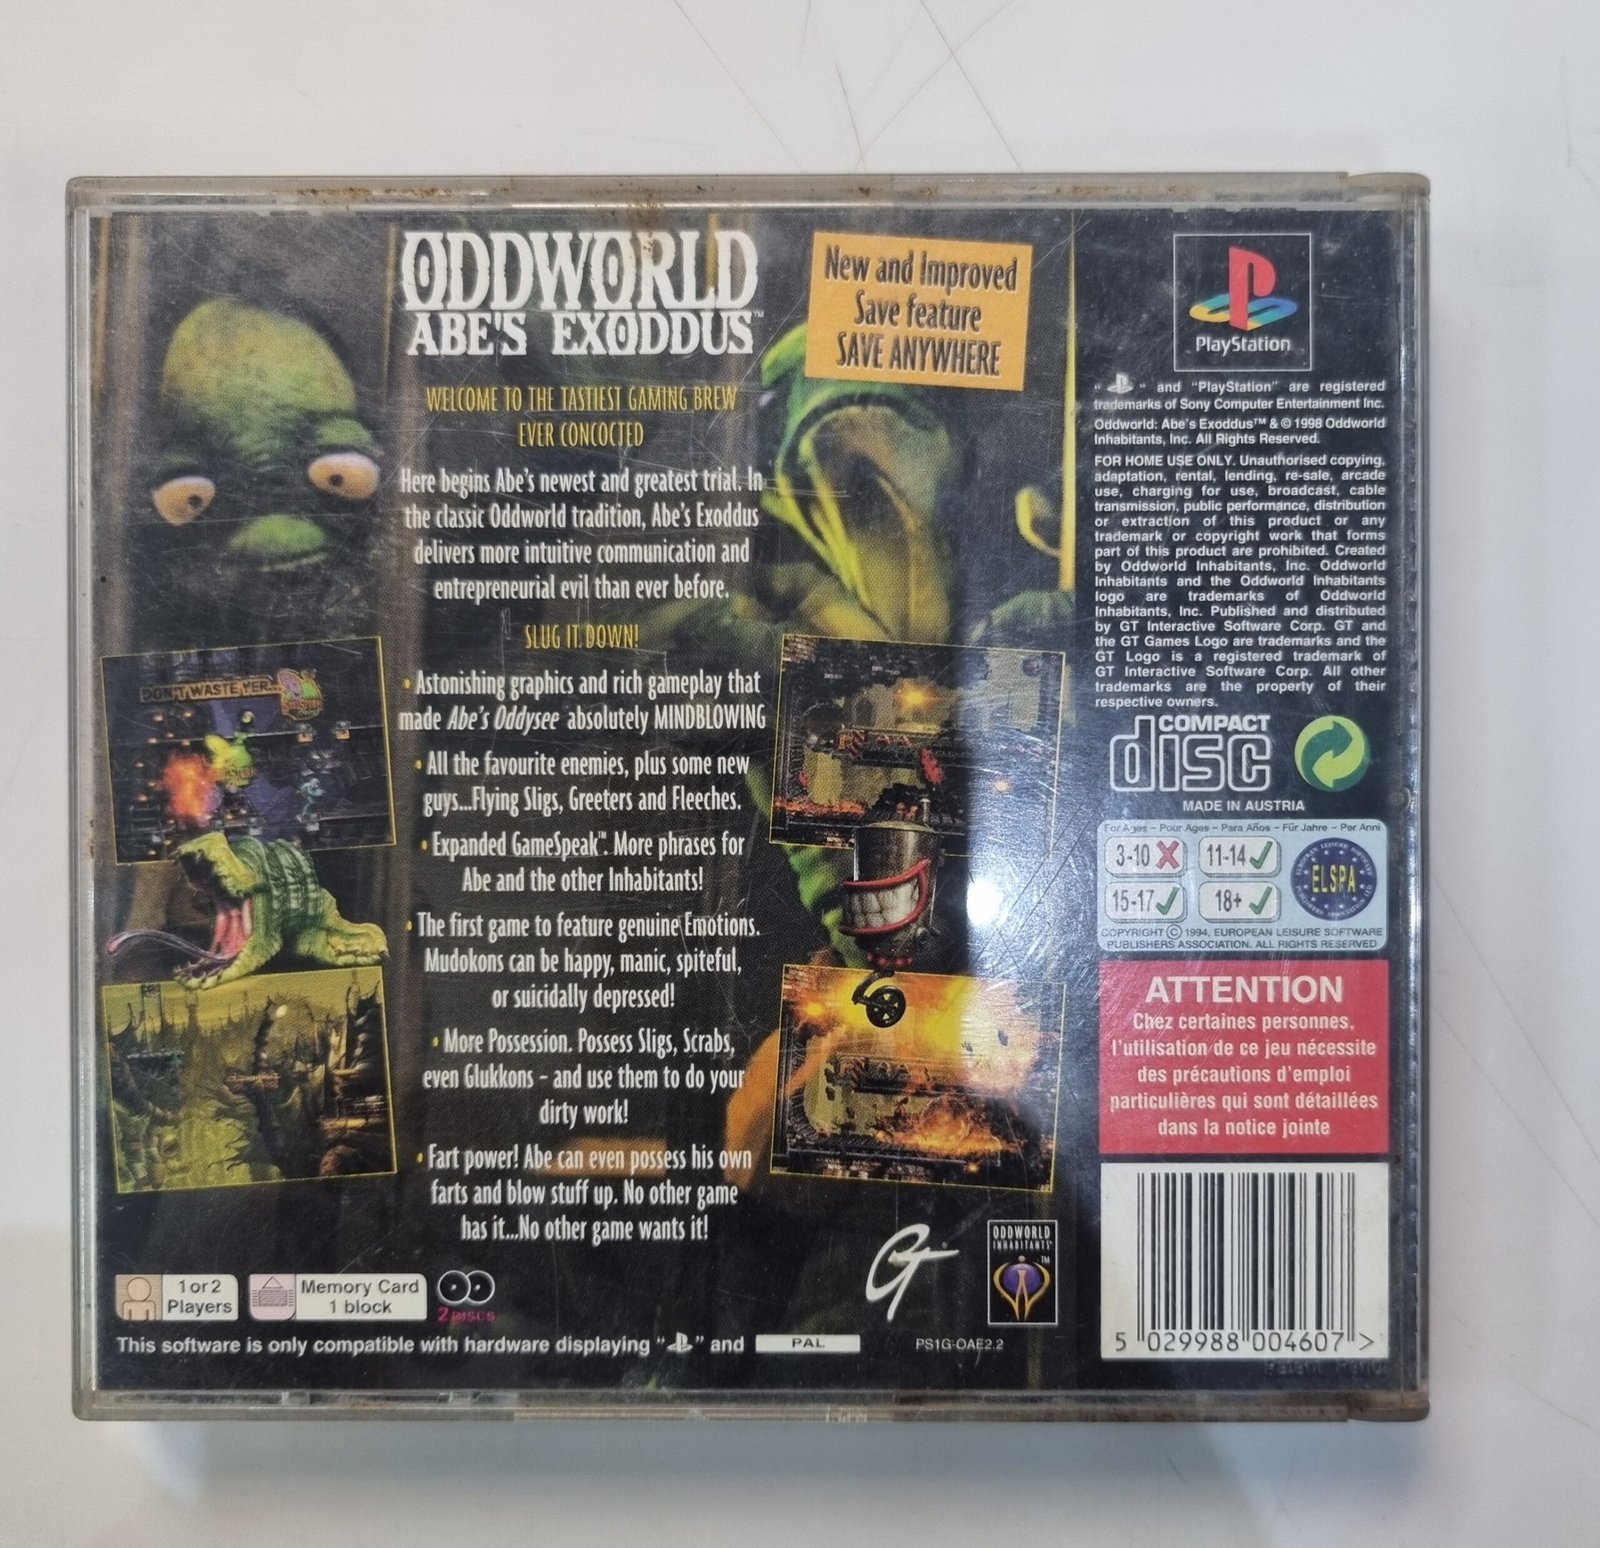 ODDWORLD
ABE'S EXODDUS™
WELCOME TO THE TASTIEST GAMING BREW
EVER CONCOCTED
Here begins Abe's newest and greatest trial. In
the classic Oddworld tradition, Abe's Exoddus
delivers more intuitive communication and
entrepreneurial evil than ever before.
SLUG IT DOWN!
• Astonishing graphics and rich gameplay that
made Abe's Oddysee absolutely MINDBLOWING
• All the favourite enemies, plus some new
guys...Flying Sligs, Greeters and Fleeches.
• Expanded GameSpeak™. More phrases for
Abe and the other Inhabitants!
• The first game to feature genuine Emotions.
Mudokons can be happy, manic, spiteful,
or suicidally depressed!
• More Possession. Possess Sligs, Scrabs,
even Glukkons - and use them to do your
dirty work!
• Fart power! Abe can even possess his own
farts and blow stuff up. No other game
has it...No other game wants it!
New and Improved
Save feature
SAVE ANYWHERE
DON'T WASTE YER...
1 or 2
Players
Memory Card
1 block
2 DISCS
This software is only compatible with hardware displaying " " and PAL
PS1G-OAE2.2
GT
ODDWORLD
INHABITANTS
™
PlayStation
" " and "PlayStation" are registered
trademarks of Sony Computer Entertainment Inc.
Oddworld: Abe's Exoddus™ & © 1998 Oddworld
Inhabitants, Inc. All Rights Reserved.
FOR HOME USE ONLY. Unauthorised copying,
adaptation, rental, lending, re-sale, arcade
use, charging for use, broadcast, cable
transmission, public performance, distribution
or extraction of this product or any
trademark or copyright work that forms
part of this product are prohibited. Created
by Oddworld Inhabitants, Inc. Oddworld
Inhabitants and the Oddworld Inhabitants
logo are trademarks of Oddworld
Inhabitants, Inc. Published and distributed
by GT Interactive Software Corp. GT and
the GT Games Logo are trademarks and the
GT Logo is a registered trademark of
GT Interactive Software Corp. All other
trademarks are the property of their
respective owners.
COMPACT
disc
MADE IN AUSTRIA
For Ages - Pour Ages - Para Años - Für Jahre - Per Anni
3-10 11-14
15-17 18+
ELSPA
COPYRIGHT © 1994, EUROPEAN LEISURE SOFTWARE
PUBLISHERS ASSOCIATION. ALL RIGHTS RESERVED
ATTENTION
Chez certaines personnes,
l'utilisation de ce jeu nécessite
des précautions d'emploi
particulières qui sont détaillées
dans la notice jointe
5 029988 004607 >